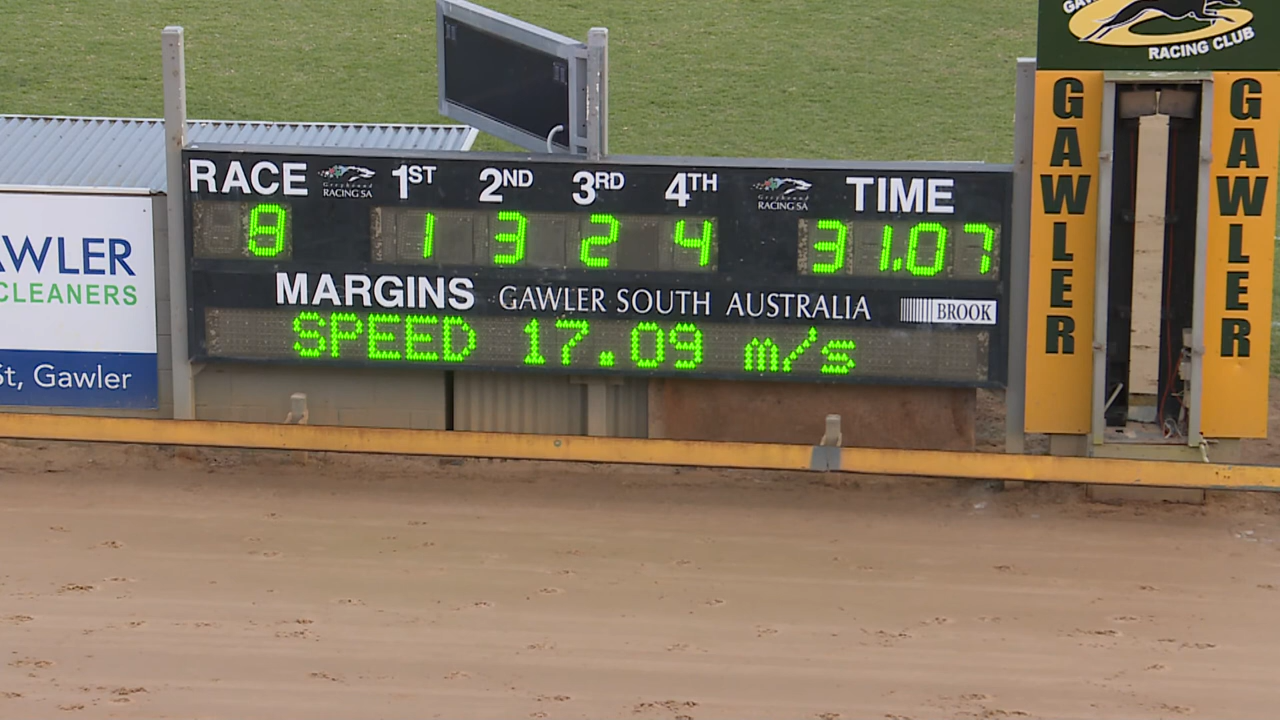 GAW
RACING CLUB
RACE
Greyhound
RACING SA
1ST
2ND
3RD
4TH
Greyhound
RACING SA
TIME
8
1
3
2
4
31.07
MARGINS
GAWLER SOUTH AUSTRALIA
BROOK
SPEED 17.09 m/s
AWLER
CLEANERS
St, Gawler
GAWLER
GAWLER